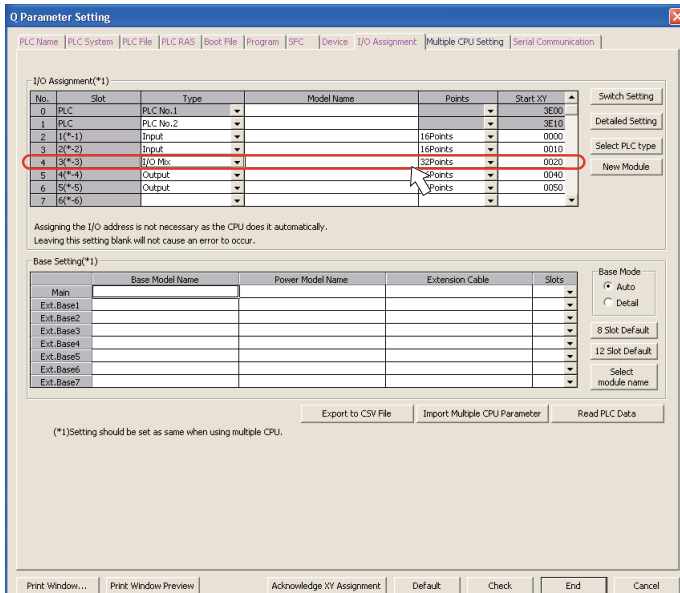 Q Parameter Setting
PLC Name PLC System PLC File PLC RAS Boot File Program SFC Device I/O Assignment Multiple CPU Setting Serial Communication
I/O Assignment(*1)
No. Slot Type Model Name Points Start XY
0 PLC PLC No.1 3E00
1 PLC PLC No.2 3E10
2 1(*-1) Input 16Points 0000
3 2(*-2) Input 16Points 0010
4 3(*-3) I/O Mix 32Points 0020
5 4(*-4) Output Points 0040
6 5(*-5) Output Points 0050
7 6(*-6)
Switch Setting
Detailed Setting
Select PLC type
New Module
Assigning the I/O address is not necessary as the CPU does it automatically.
Leaving this setting blank will not cause an error to occur.
Base Setting(*1)
Base Model Name Power Model Name Extension Cable Slots
Main
Ext.Base1
Ext.Base2
Ext.Base3
Ext.Base4
Ext.Base5
Ext.Base6
Ext.Base7
Base Mode
Auto
Detail
8 Slot Default
12 Slot Default
Select
module name
Export to CSV File Import Multiple CPU Parameter Read PLC Data
(*1)Setting should be set as same when using multiple CPU.
Print Window... Print Window Preview Acknowledge XY Assignment Default Check End Cancel